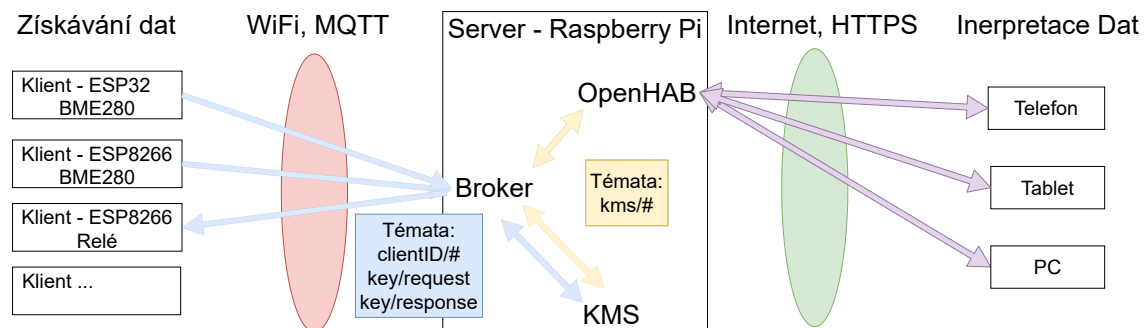 Získávání dat
WiFi, MQTT
Server - Raspberry Pi
Internet, HTTPS
Inerpretace Dat
Klient - ESP32
BME280
Klient - ESP8266
BME280
Klient - ESP8266
Relé
Klient ...
OpenHAB
Broker
Témata:
kms/#
Témata:
clientID/#
key/request
key/response
KMS
Telefon
Tablet
PC